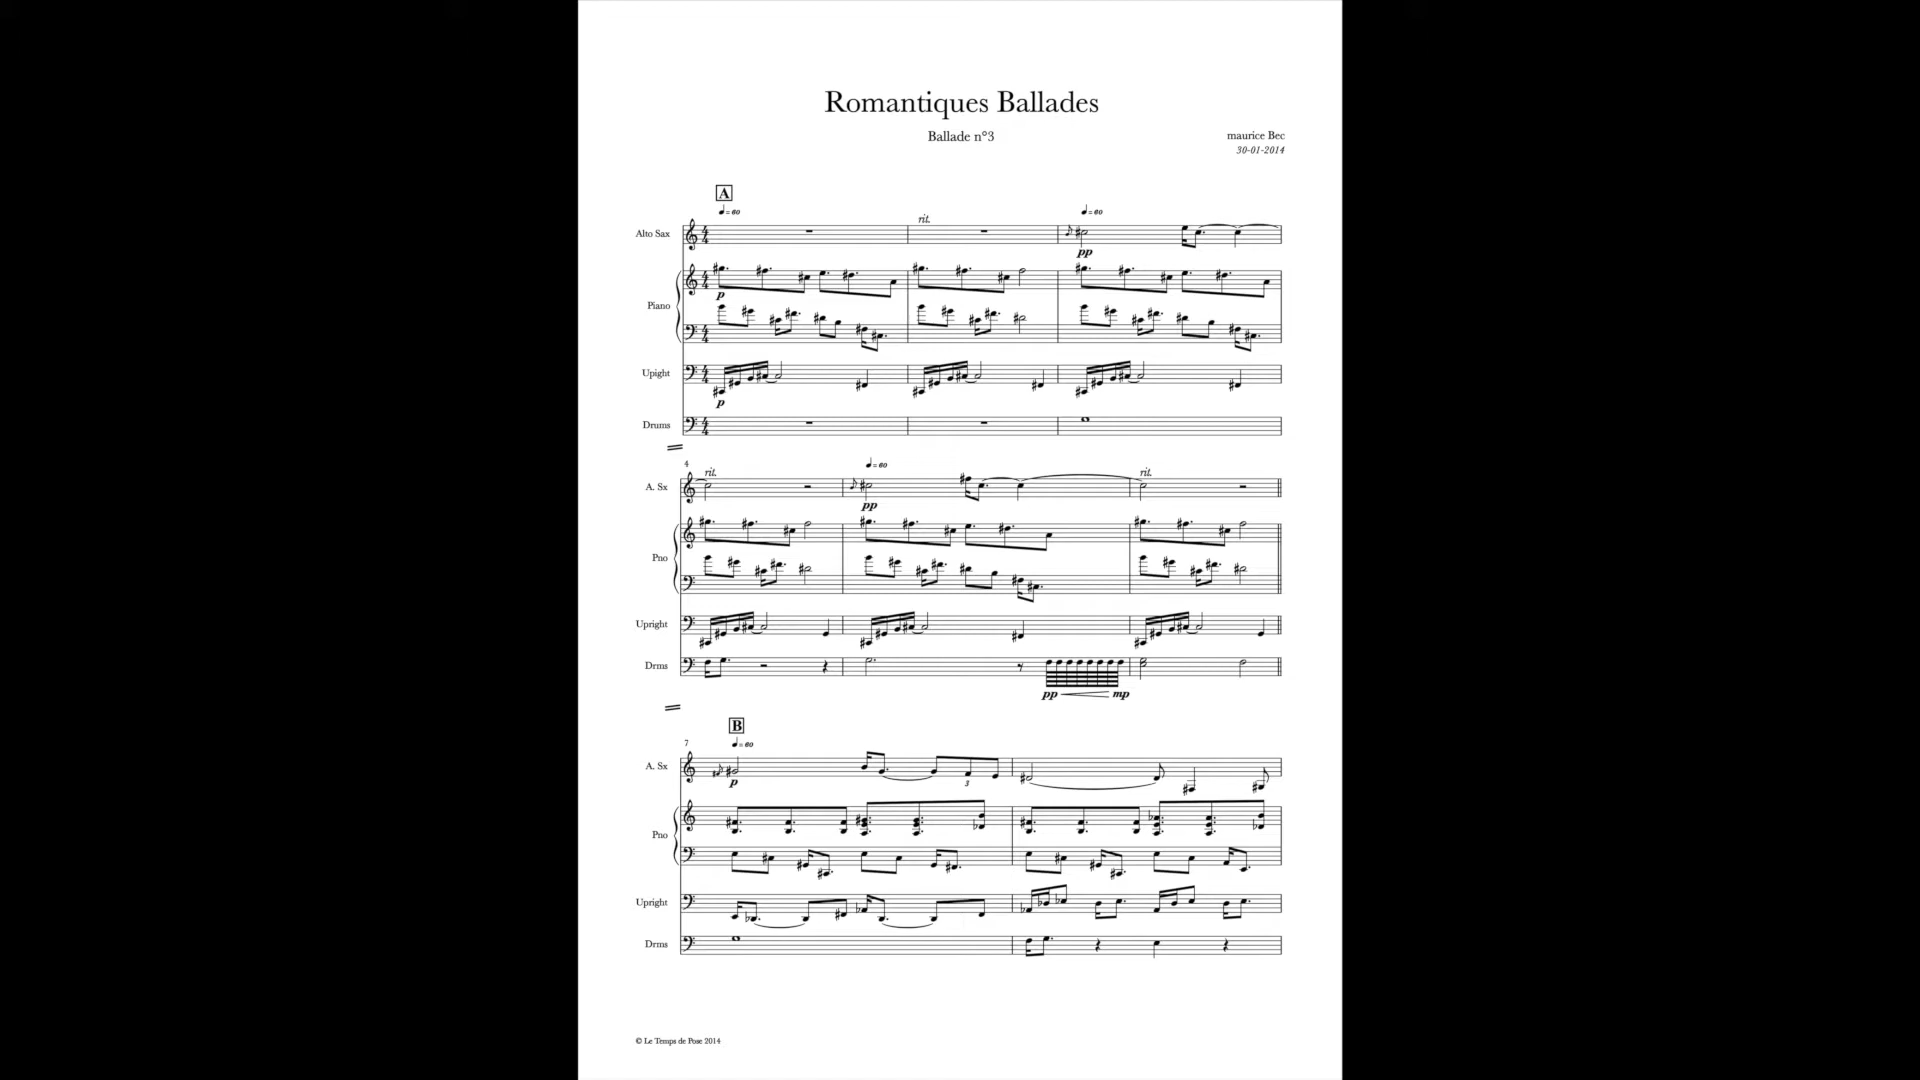 Romantiques Ballades
Ballade n°3
maurice Bec
30-01-2014
A
♩= 60
rit.
♩= 60
Alto Sax
pp
Piano
p
Upight
p
Drums
4
rit.
♩= 60
rit.
A. Sx
pp
Pno
Upright
Drms
pp
mp
B
7
♩= 60
A. Sx
p
3
Pno
Upright
Drms
© Le Temps de Pose 2014